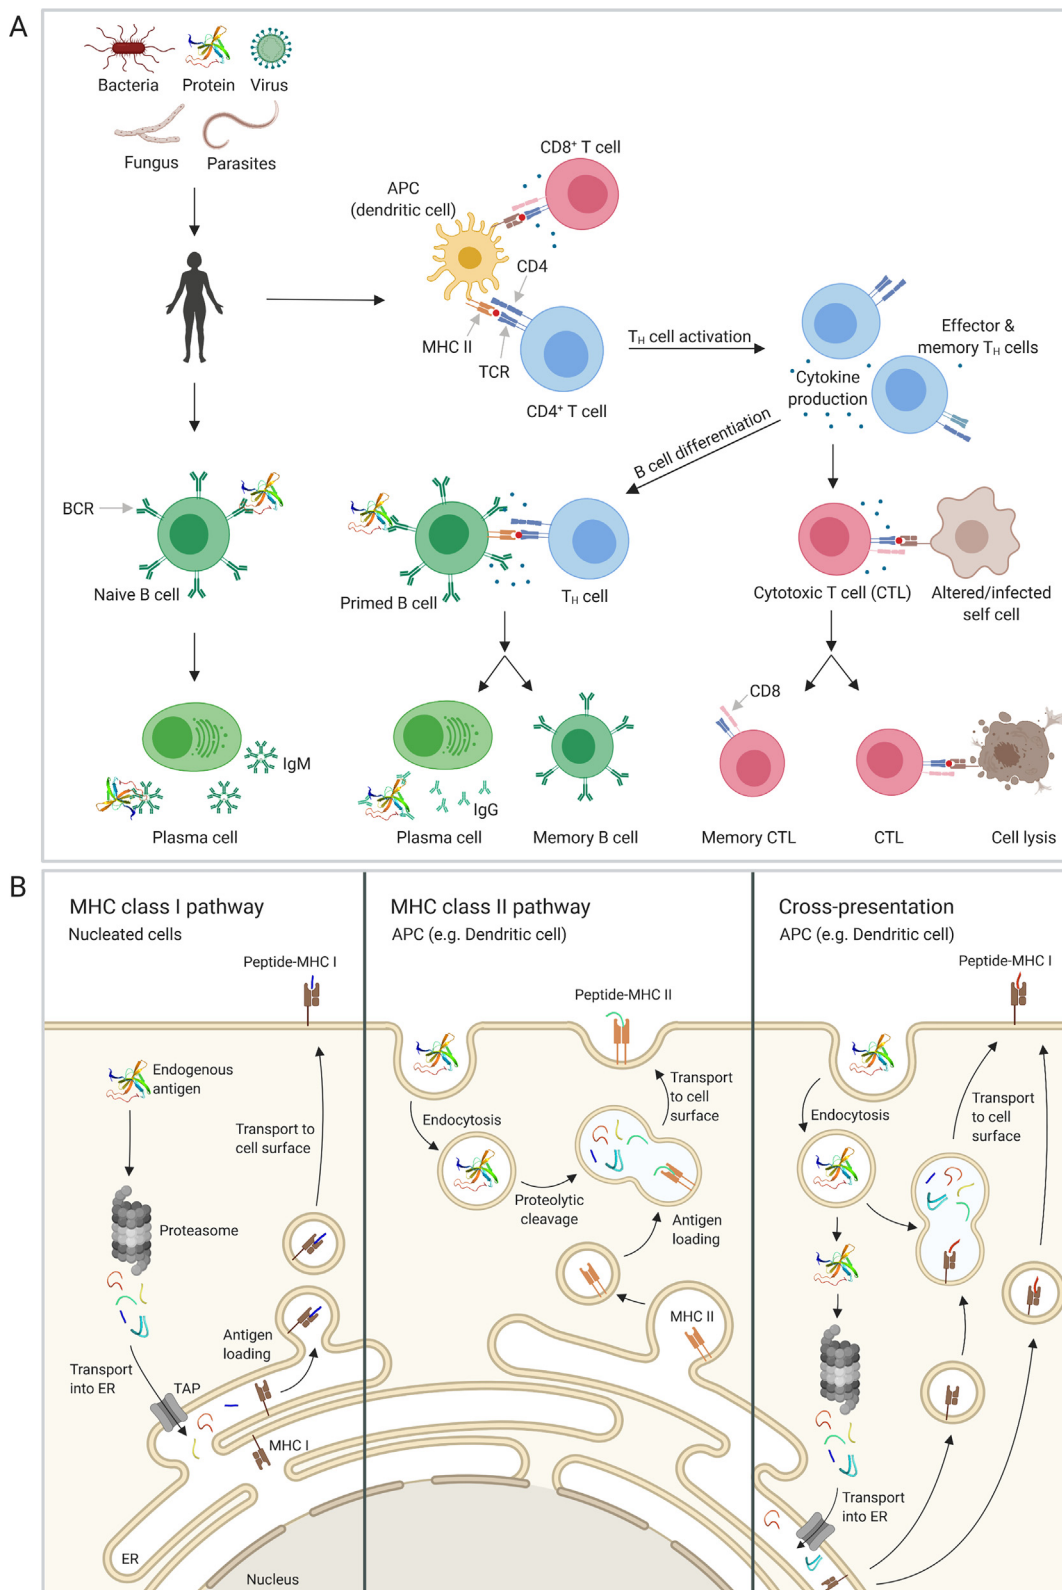 A
Bacteria
Protein
Virus
Fungus
Parasites
CD8⁺ T cell
APC
(dendritic cell)
CD4
MHC II
TCR
CD4⁺ T cell
T_H cell activation
Effector &
memory T_H cells
Cytokine
production
B cell differentiation
BCR
Naive B cell
Primed B cell
T_H cell
Cytotoxic T cell (CTL)
Altered/infected
self cell
CD8
IgM
IgG
Plasma cell
Plasma cell
Memory B cell
Memory CTL
CTL
Cell lysis
B
MHC class I pathway
Nucleated cells
Peptide-MHC I
Endogenous
antigen
Transport to
cell surface
Proteasome
Antigen
loading
Transport
into ER
TAP
MHC I
ER
Nucleus
MHC class II pathway
APC (e.g. Dendritic cell)
Peptide-MHC II
Endocytosis
Transport
to cell
surface
Proteolytic
cleavage
Antigen
loading
MHC II
Cross-presentation
APC (e.g. Dendritic cell)
Peptide-MHC I
Endocytosis
Transport
to cell
surface
Transport
into ER